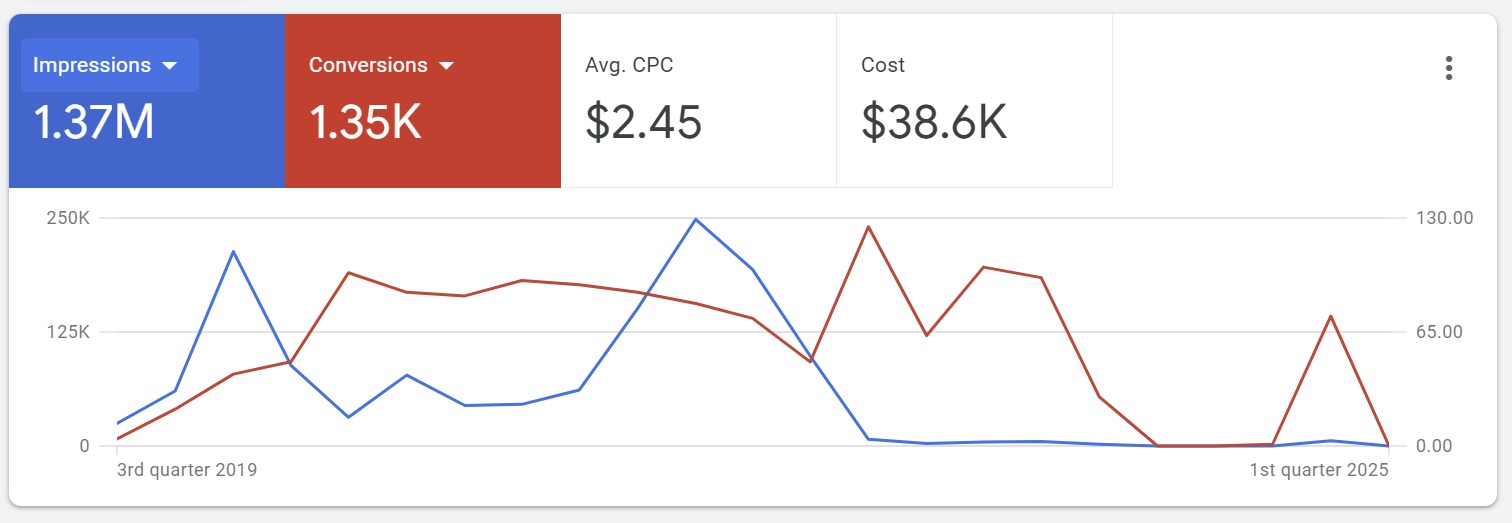 Impressions
1.37M
Conversions
1.35K
Avg. CPC
$2.45
Cost
$38.6K
250K
130.00
125K
65.00
0
0.00
3rd quarter 2019
1st quarter 2025